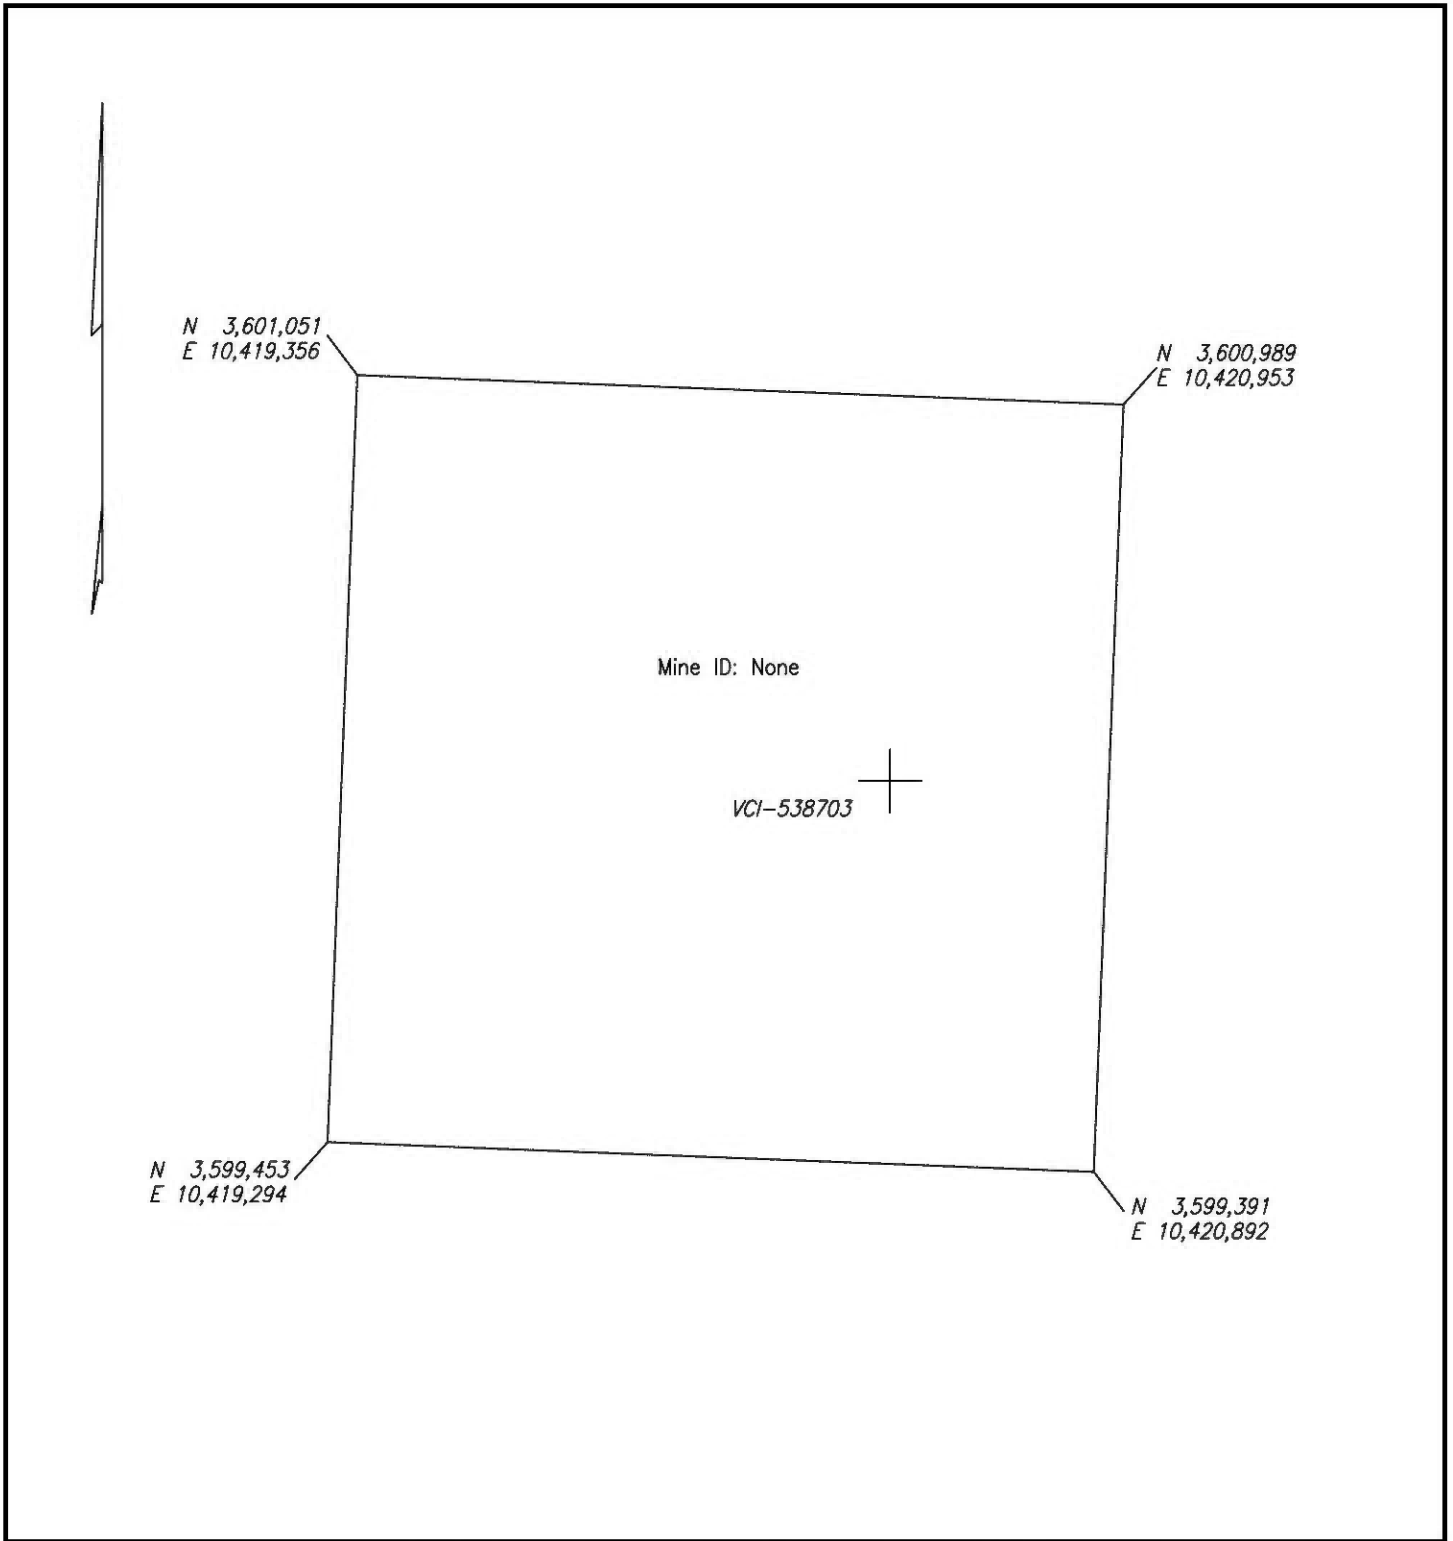 N 3,601,051
E 10,419,356
N 3,600,989
E 10,420,953
Mine ID: None
VCI-538703
N 3,599,453
E 10,419,294
N 3,599,391
E 10,420,892